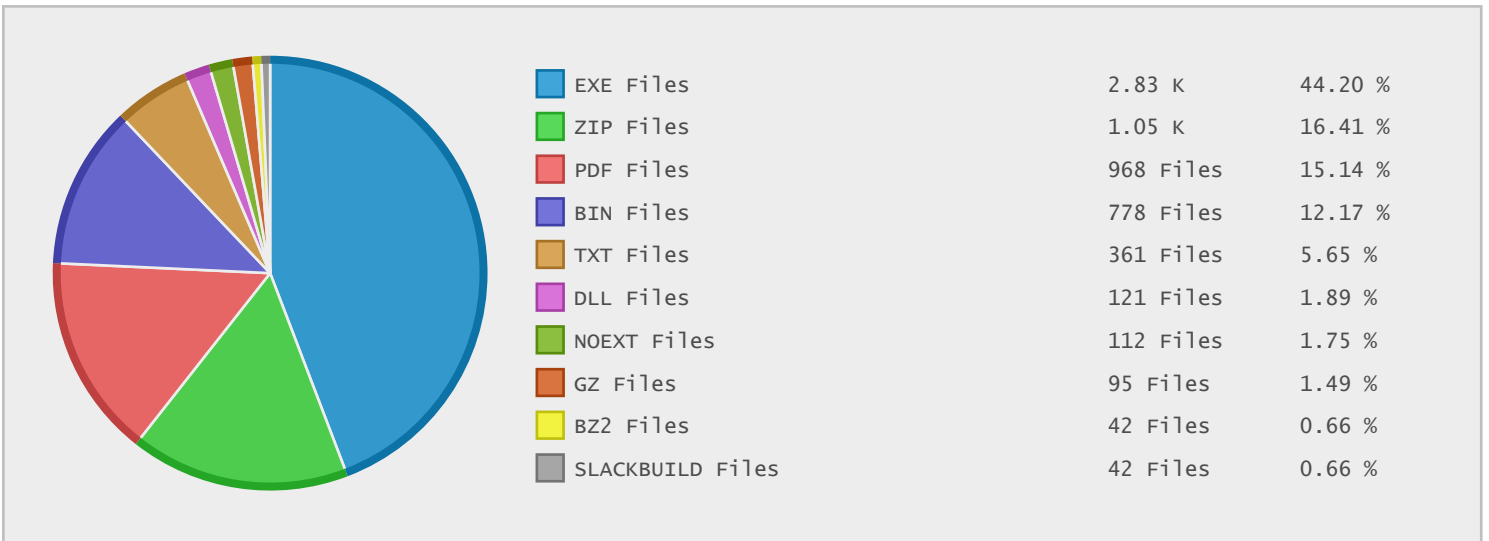 EXE Files 2.83 K 44.20 %
ZIP Files 1.05 K 16.41 %
PDF Files 968 Files 15.14 %
BIN Files 778 Files 12.17 %
TXT Files 361 Files 5.65 %
DLL Files 121 Files 1.89 %
NOEXT Files 112 Files 1.75 %
GZ Files 95 Files 1.49 %
BZ2 Files 42 Files 0.66 %
SLACKBUILD Files 42 Files 0.66 %